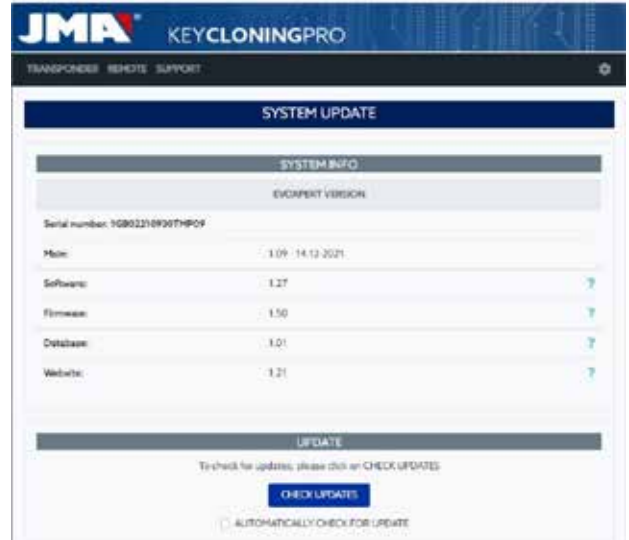 JMA KEYCLONINGPRO
TRANSPONDER REMOTE SUPPORT
SYSTEM UPDATE
SYSTEM INFO
EVOXPERT VERSION
Serial number:
Main: 1.09 - 14-12-2021
Software: 1.27 ?
Firmware: 1.50 ?
Database: 1.01 ?
Website: 1.21 ?
UPDATE
To check for updates, please click on CHECK UPDATES
CHECK UPDATES
AUTOMATICALLY CHECK FOR UPDATE